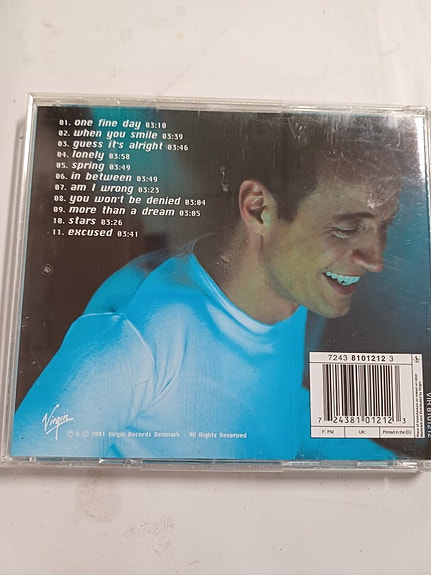 01. one fine day 03:10
02. when you smile 03:39
03. guess it's alright 03:46
04. lonely 03:58
05. spring 03:49
06. in between 03:49
07. am I wrong 03:23
08. you won't be denied 03:04
09. more than a dream 03:05
10. stars 03:26
11. excused 03:41
7243 8101212 3
7 24381 01212 3
F: PM
UK:
Printed in the EU
VIR 8101212
Virgin
℗ © 2001 Virgin Records Denmark - All Rights Reserved